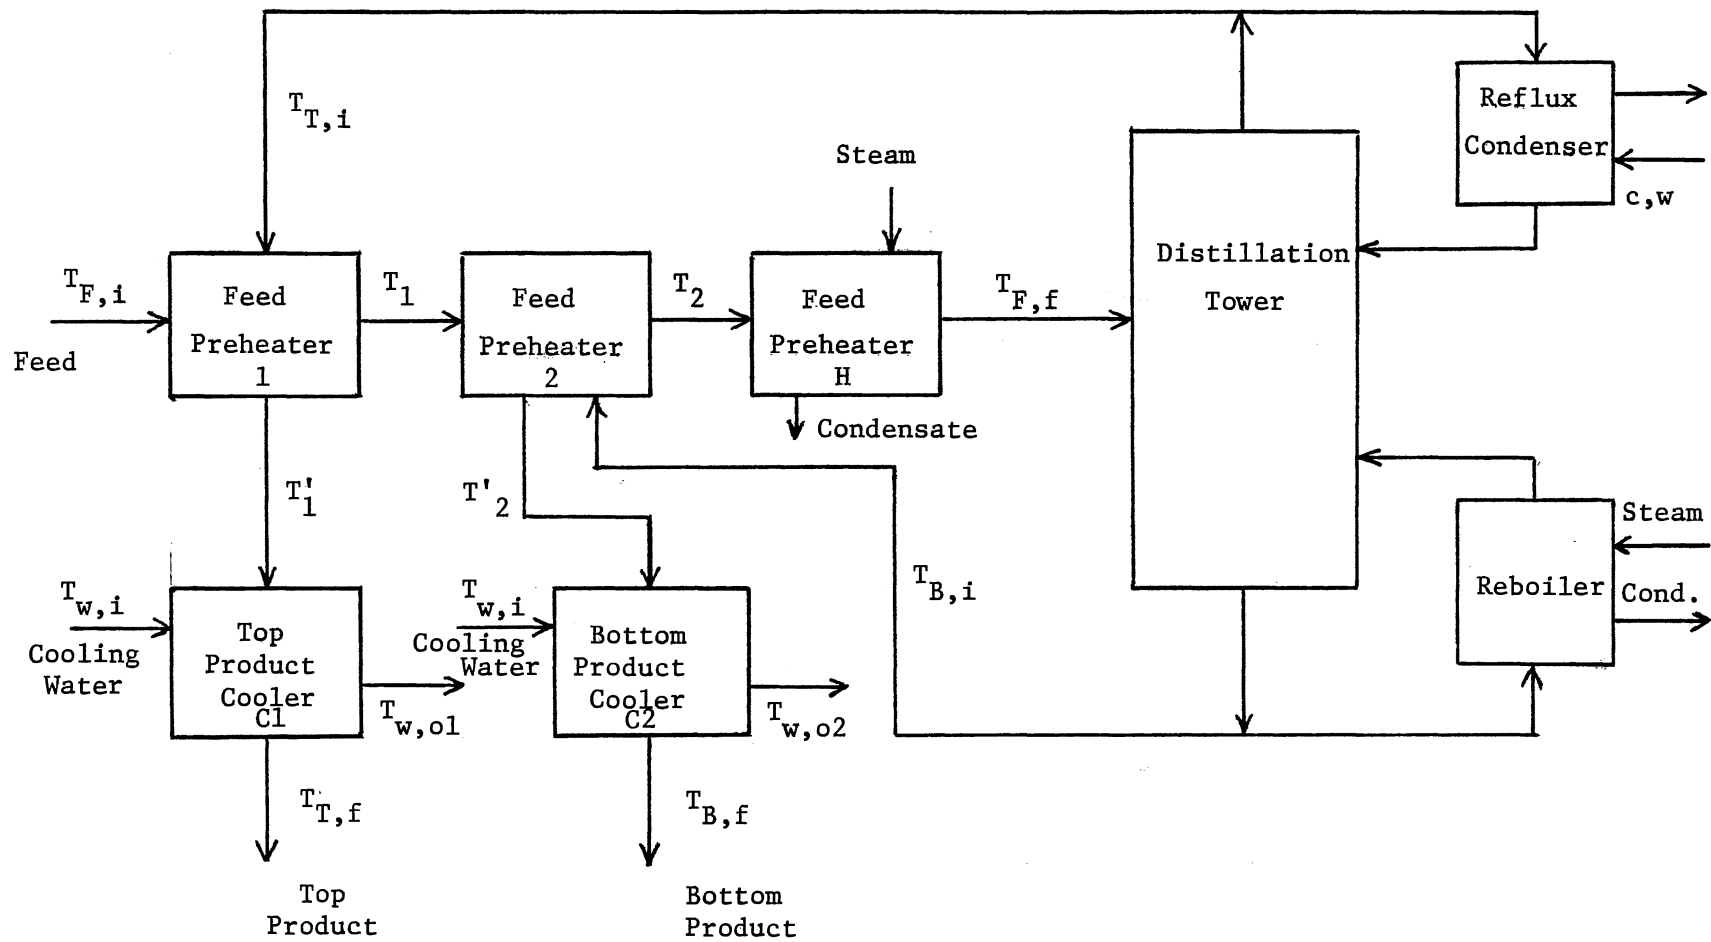 T_T,i
Reflux
Condenser
c,w
Steam
T_F,i
Feed
Feed
Preheater
1
T_1
Feed
Preheater
2
T_2
Feed
Preheater
H
Condensate
T_F,f
Distillation
Tower
T'_1
T'_2
T_B,i
Steam
Reboiler
Cond.
T_w,i
Cooling
Water
Top
Product
Cooler
C1
T_w,o1
T_w,i
Cooling
Water
Bottom
Product
Cooler
C2
T_w,o2
T_T,f
T_B,f
Top
Product
Bottom
Product